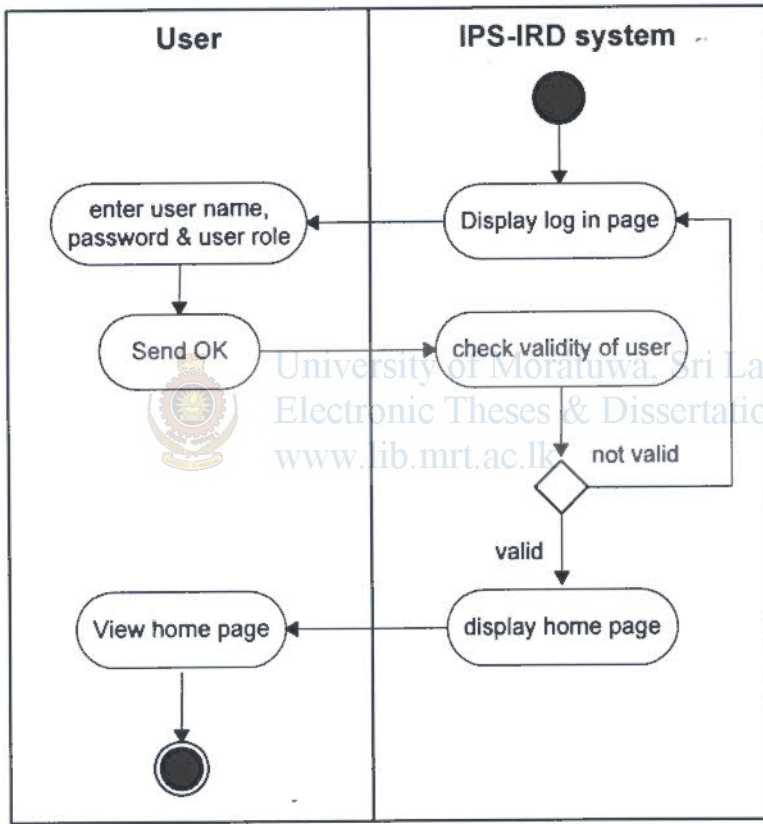 User
IPS-IRD system
enter user name,
password & user role
Display log in page
Send OK
check validity of user
University of Moratuwa, Sri La
Electronic Theses & Dissertatio
www.lib.mrt.ac.lk
not valid
valid
View home page
display home page